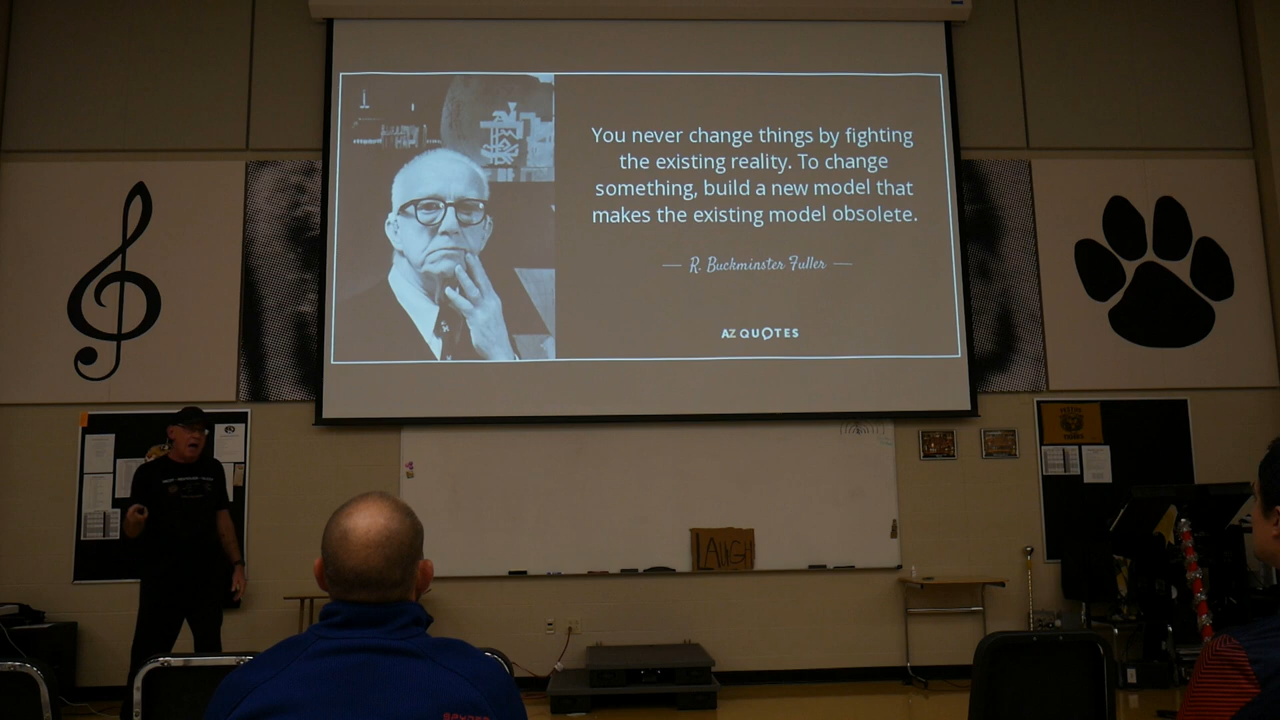 You never change things by fighting
the existing reality. To change
something, build a new model that
makes the existing model obsolete.
— R. Buckminster Fuller —
AZ QUOTES
LAUGH